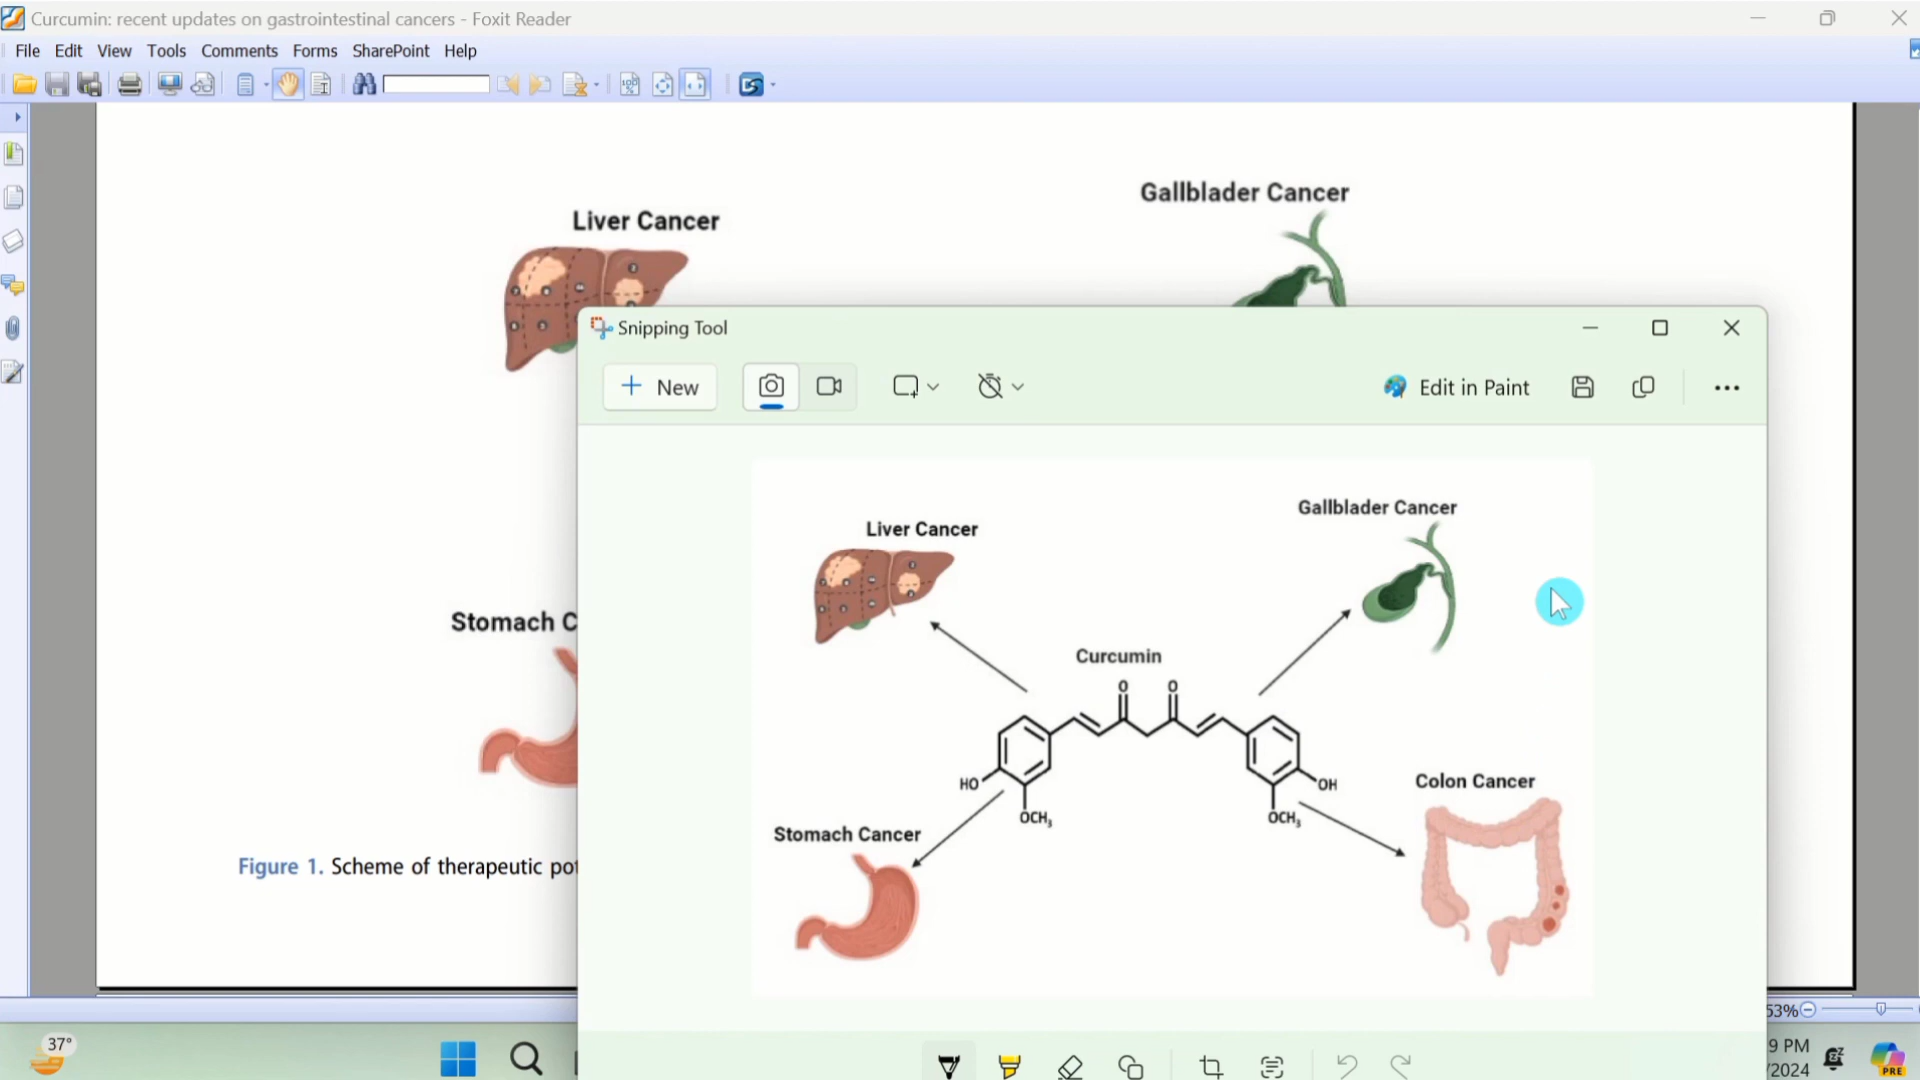 Curcumin: recent updates on gastrointestinal cancers - Foxit Reader
File Edit View Tools Comments Forms SharePoint Help
Gallblader Cancer
Liver Cancer
Snipping Tool
New
Edit in Paint
Gallblader Cancer
Liver Cancer
Stomach C
Curcumin
O O
HO
OH
OCH3
OCH3
Colon Cancer
Stomach Cancer
Figure 1. Scheme of therapeutic pot
53%
37°
9 PM
/2024
PRE